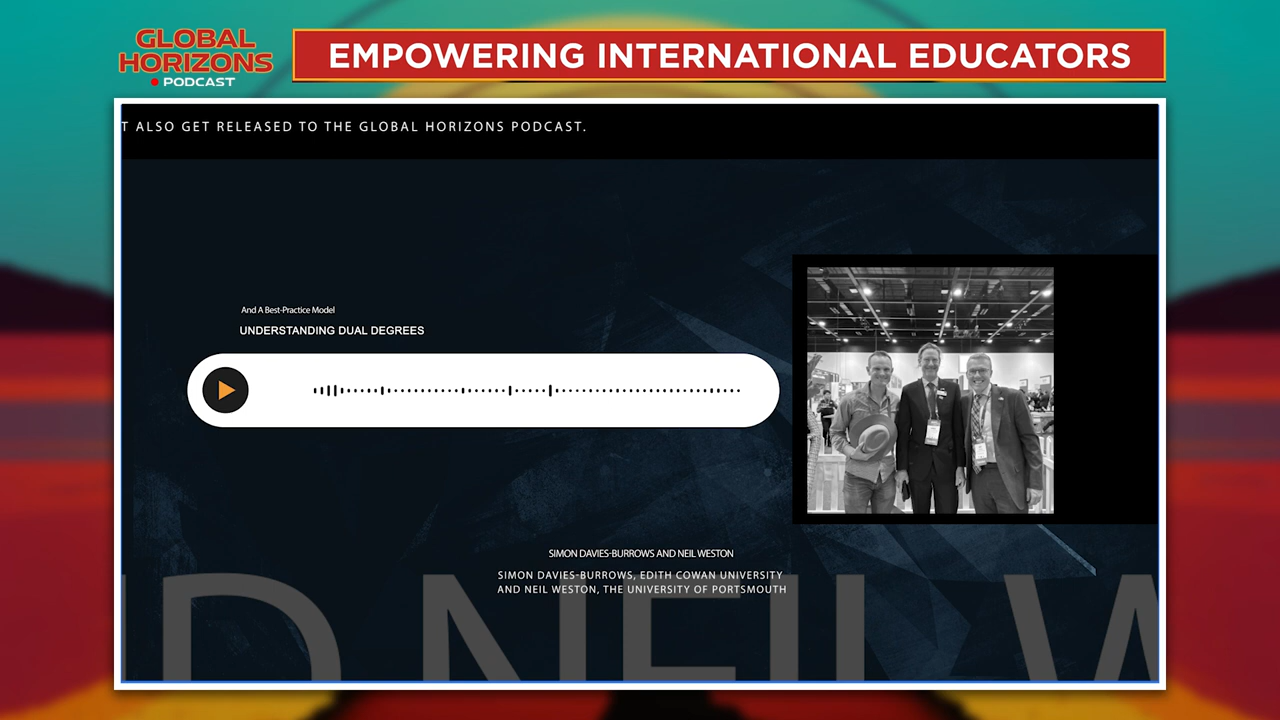 GLOBAL
HORIZONS
PODCAST
EMPOWERING INTERNATIONAL EDUCATORS
T ALSO GET RELEASED TO THE GLOBAL HORIZONS PODCAST.
And A Best-Practice Model
UNDERSTANDING DUAL DEGREES
SIMON DAVIES-BURROWS AND NEIL WESTON
SIMON DAVIES-BURROWS, EDITH COWAN UNIVERSITY
AND NEIL WESTON, THE UNIVERSITY OF PORTSMOUTH
D NEIL W